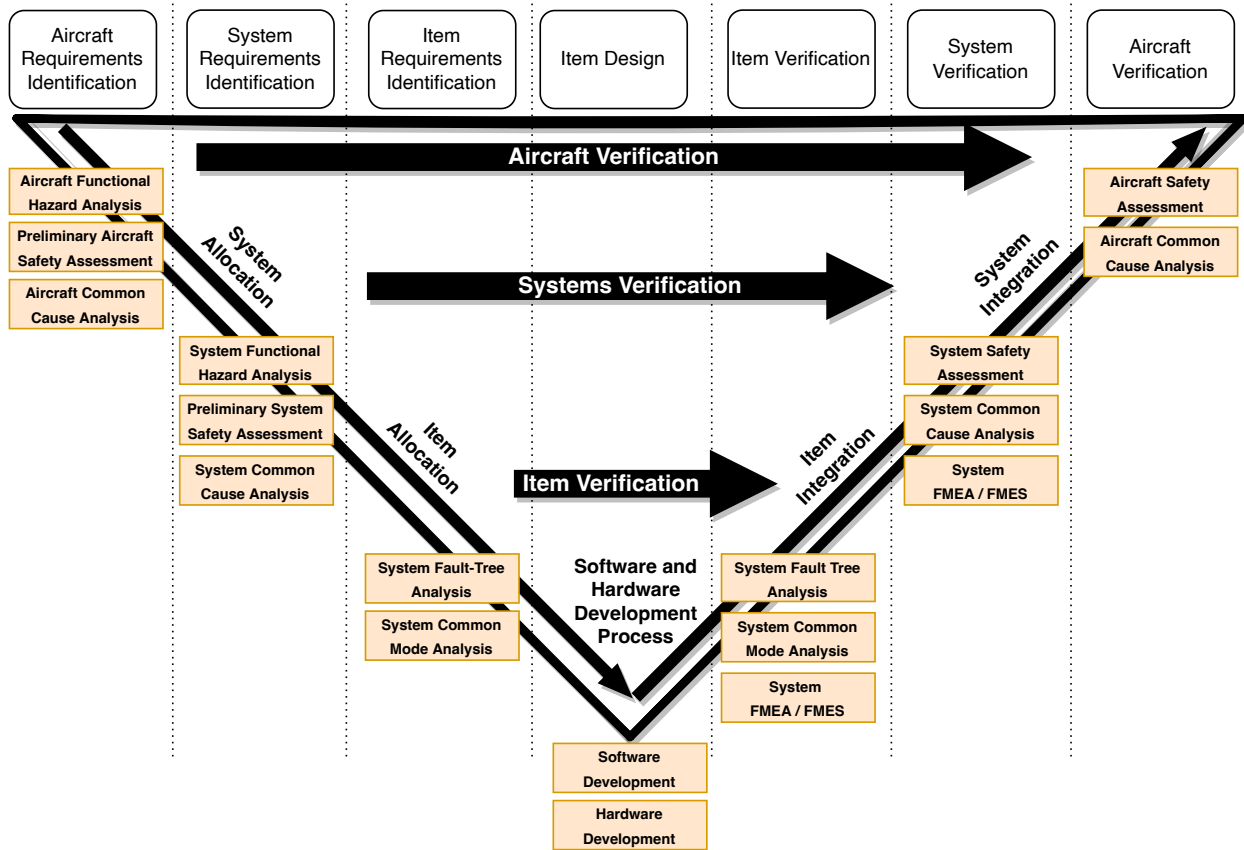 Aircraft
Requirements
Identification
System
Requirements
Identification
Item
Requirements
Identification
Item Design
Item Verification
System
Verification
Aircraft
Verification
Aircraft Verification
Aircraft Functional
Hazard Analysis
Preliminary Aircraft
Safety Assessment
Aircraft Common
Cause Analysis
System
Allocation
Systems Verification
System
Integration
Aircraft Safety
Assessment
Aircraft Common
Cause Analysis
System Functional
Hazard Analysis
Preliminary System
Safety Assessment
System Common
Cause Analysis
Item
Allocation
Item Verification
Item
Integration
System Safety
Assessment
System Common
Cause Analysis
System
FMEA / FMES
System Fault-Tree
Analysis
System Common
Mode Analysis
Software and
Hardware
Development
Process
System Fault Tree
Analysis
System Common
Mode Analysis
System
FMEA / FMES
Software
Development
Hardware
Development